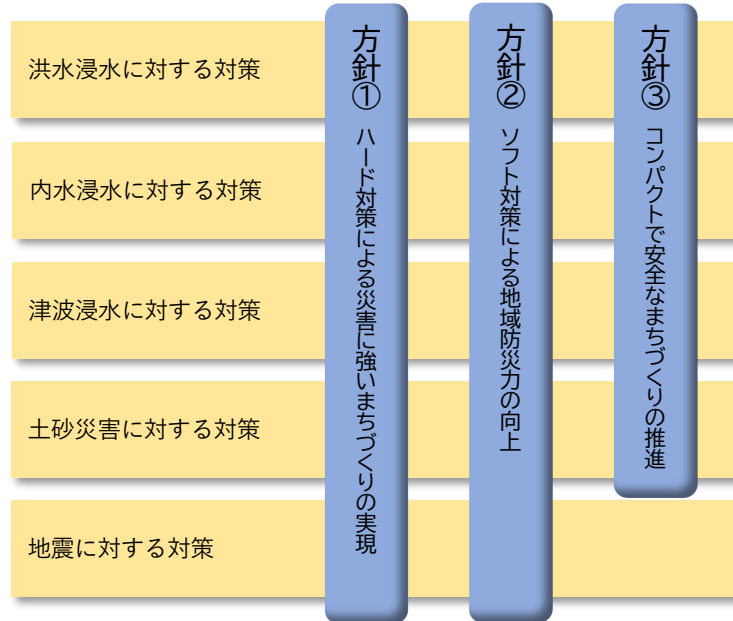 洪水浸水に対する対策
内水浸水に対する対策
津波浸水に対する対策
土砂災害に対する対策
地震に対する対策
方針① ハード対策による災害に強いまちづくりの実現
方針② ソフト対策による地域防災力の向上
方針③ コンパクトで安全なまちづくりの推進